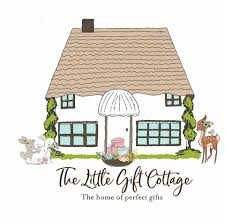 The Little Gift Cottage
The home of perfect gifts